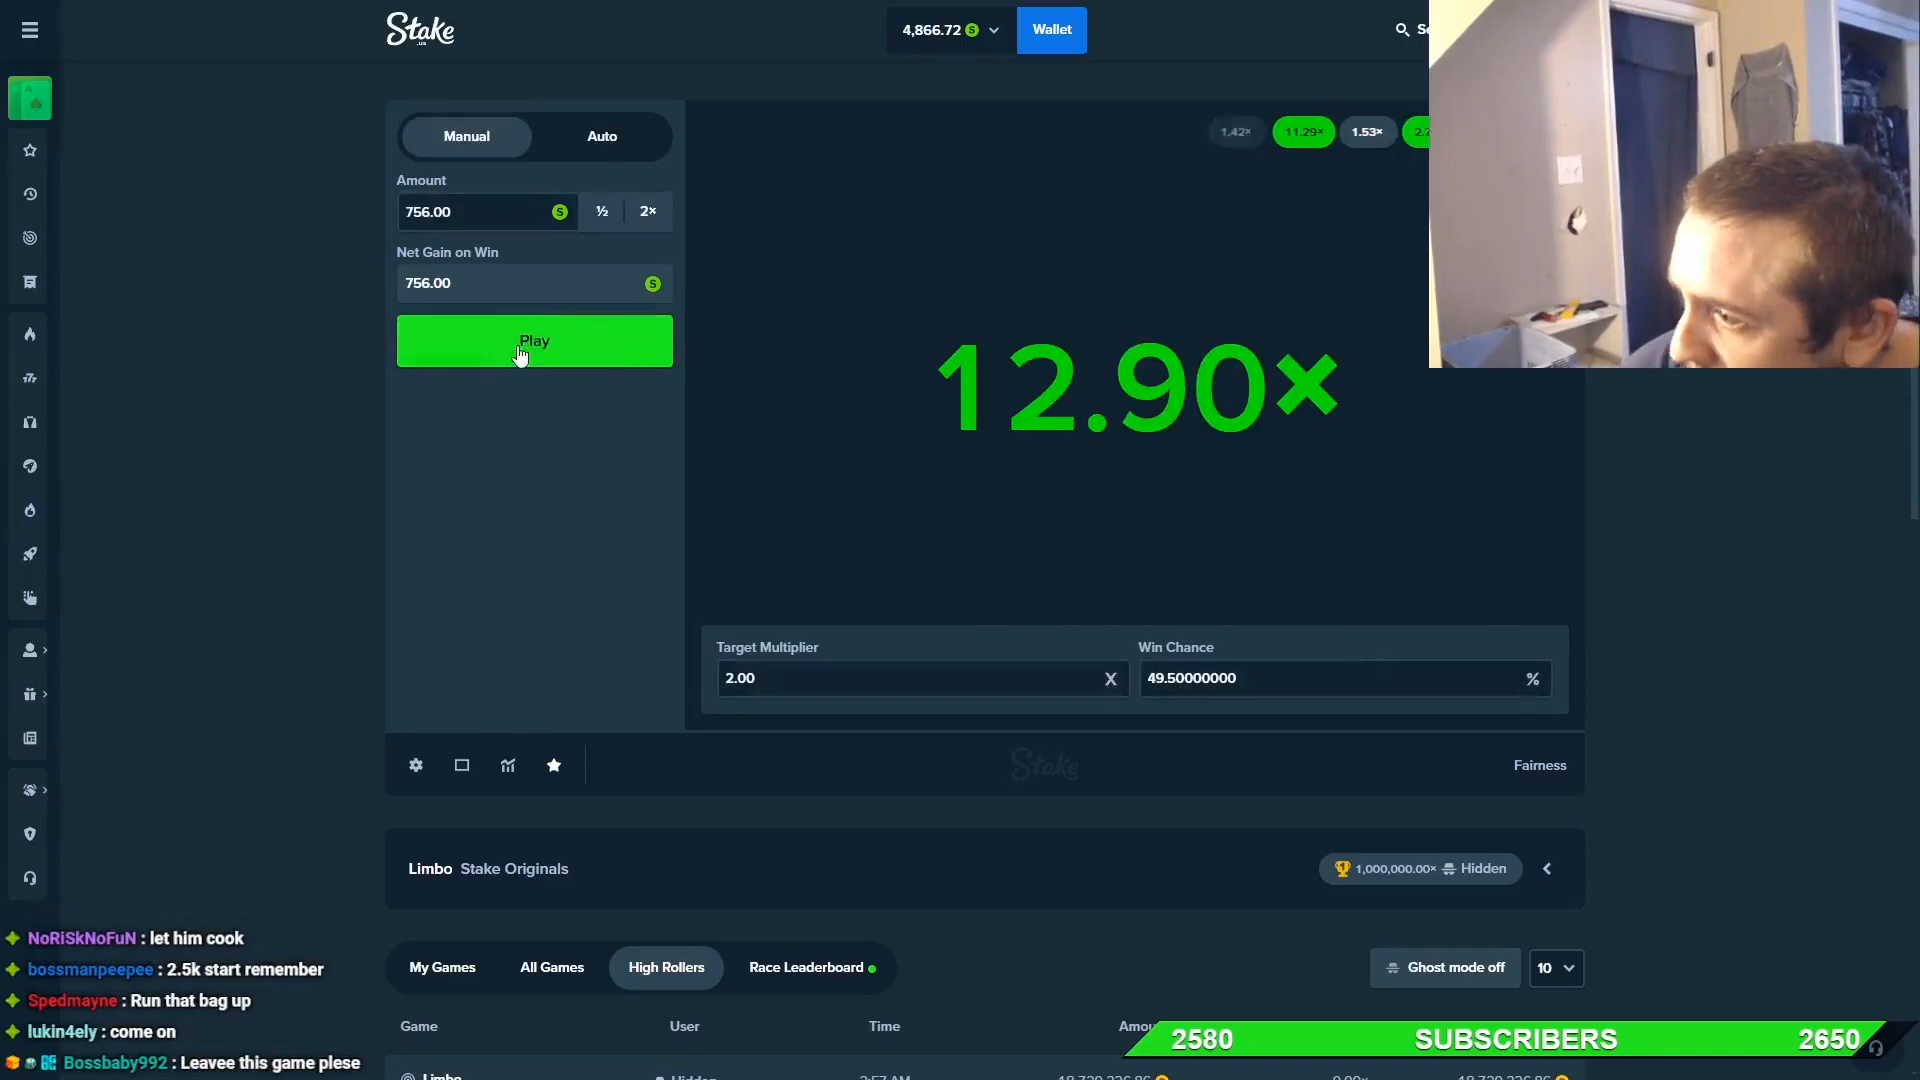 Stake
.us
4,866.72
Wallet
Manual
Auto
1.42×
11.29×
1.53×
Amount
756.00
½
2×
Net Gain on Win
756.00
Play
12.90×
Target Multiplier
Win Chance
2.00
X
49.50000000
%
Stake
Fairness
Limbo Stake Originals
1,000,000.00× Hidden
NoRiSkNoFuN : let him cook
bossmanpeepee : 2.5k start remember
Spedmayne : Run that bag up
lukin4ely : come on
Bossbaby992 : Leavee this game plese
My Games
All Games
High Rollers
Race Leaderboard
Ghost mode off
10
Game
User
Time
2580
SUBSCRIBERS
2650
Limbo
Hidden